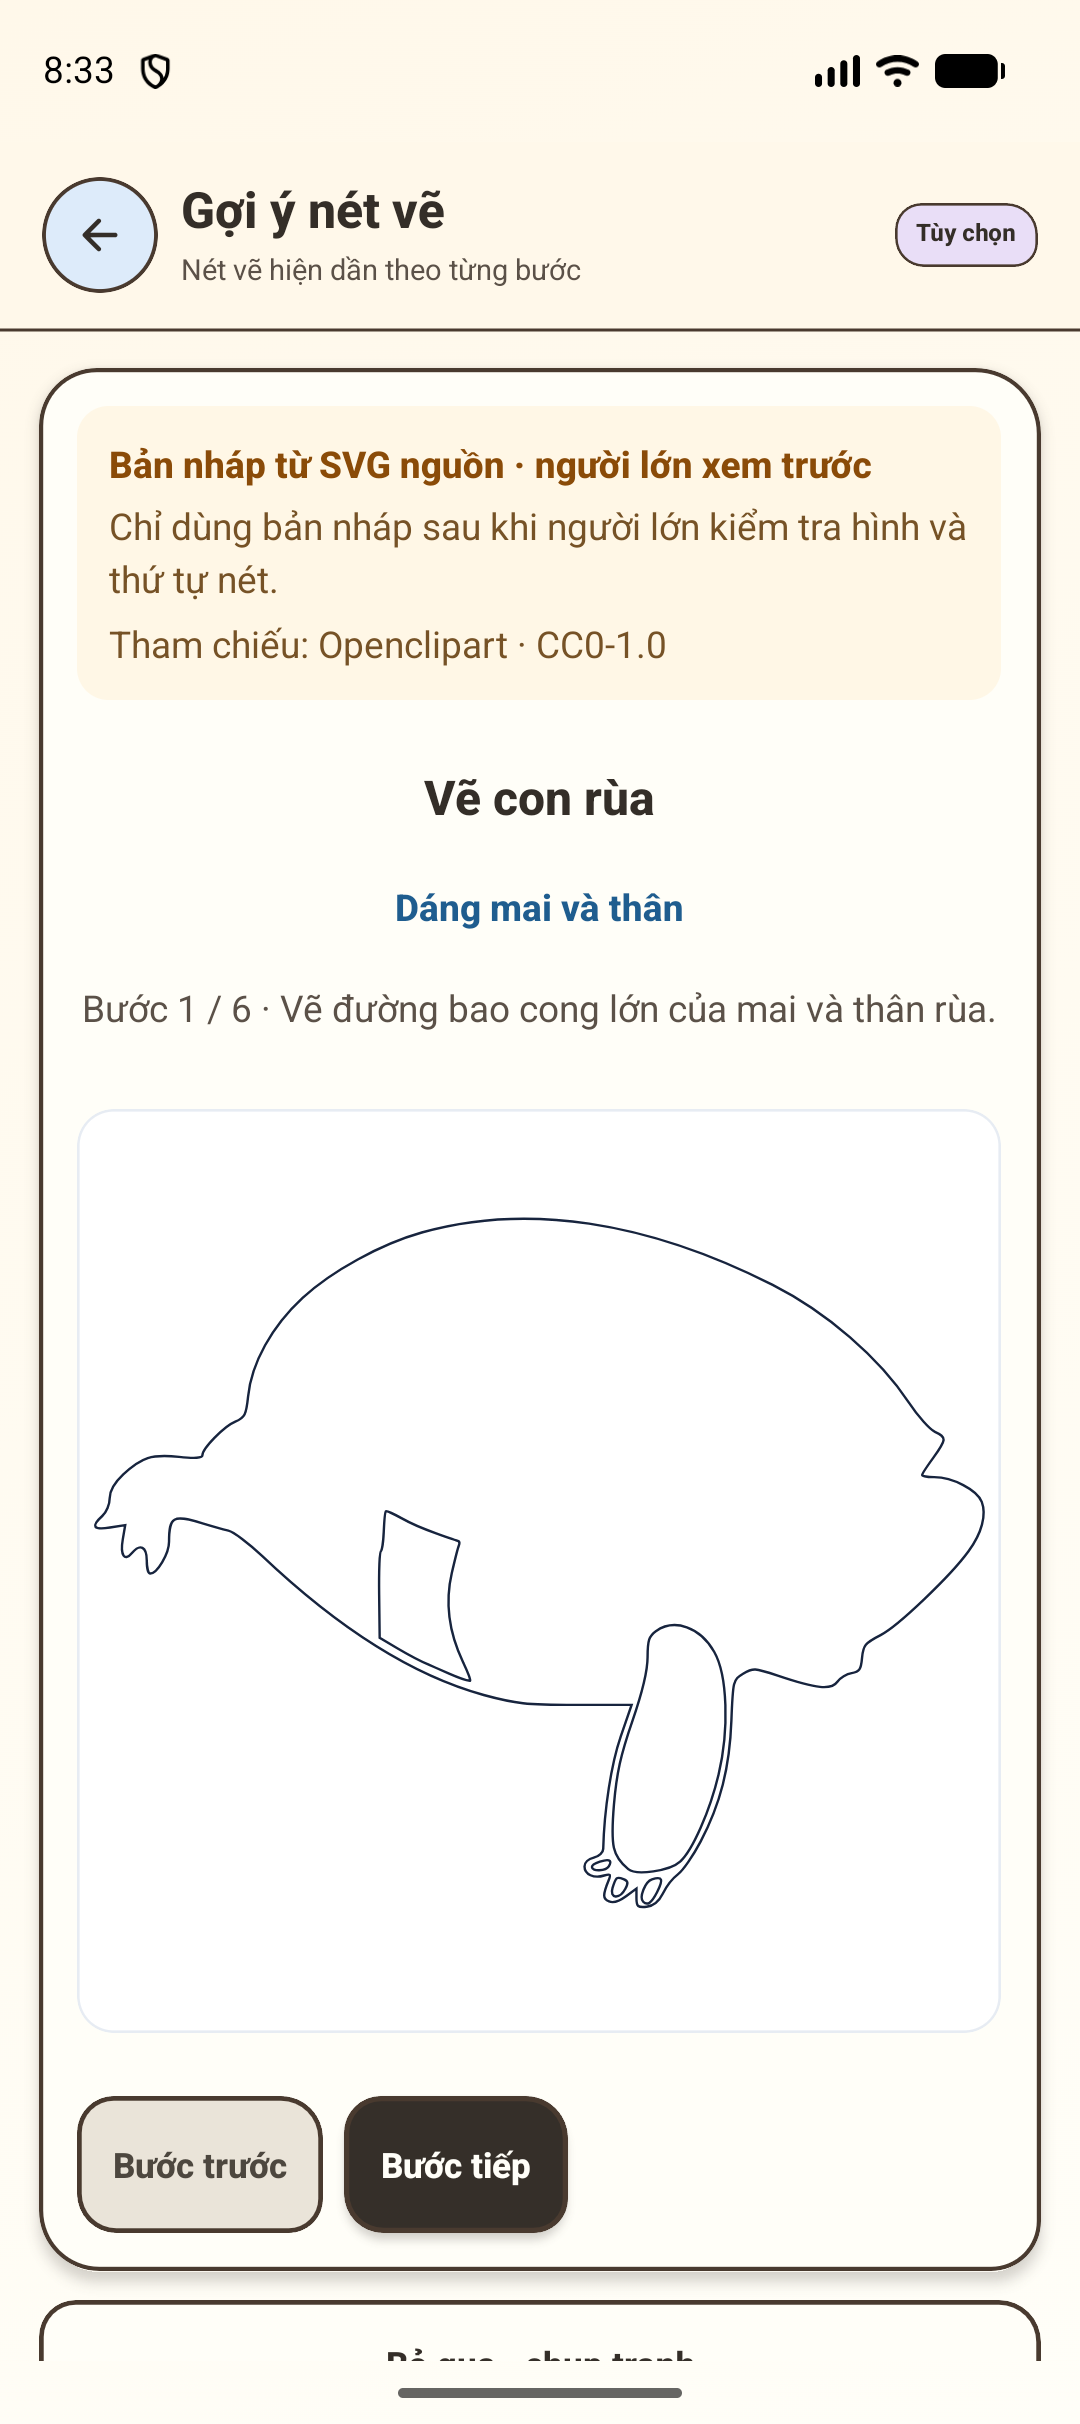 8:33
Gợi ý nét vẽ
Nét vẽ hiện dần theo từng bước
Tùy chọn
Bản nháp từ SVG nguồn · người lớn xem trước
Chỉ dùng bản nháp sau khi người lớn kiểm tra hình và
thứ tự nét.
Tham chiếu: Openclipart · CC0-1.0
Vẽ con rùa
Dáng mai và thân
Bước 1 / 6 · Vẽ đường bao cong lớn của mai và thân rùa.
Bước trước
Bước tiếp